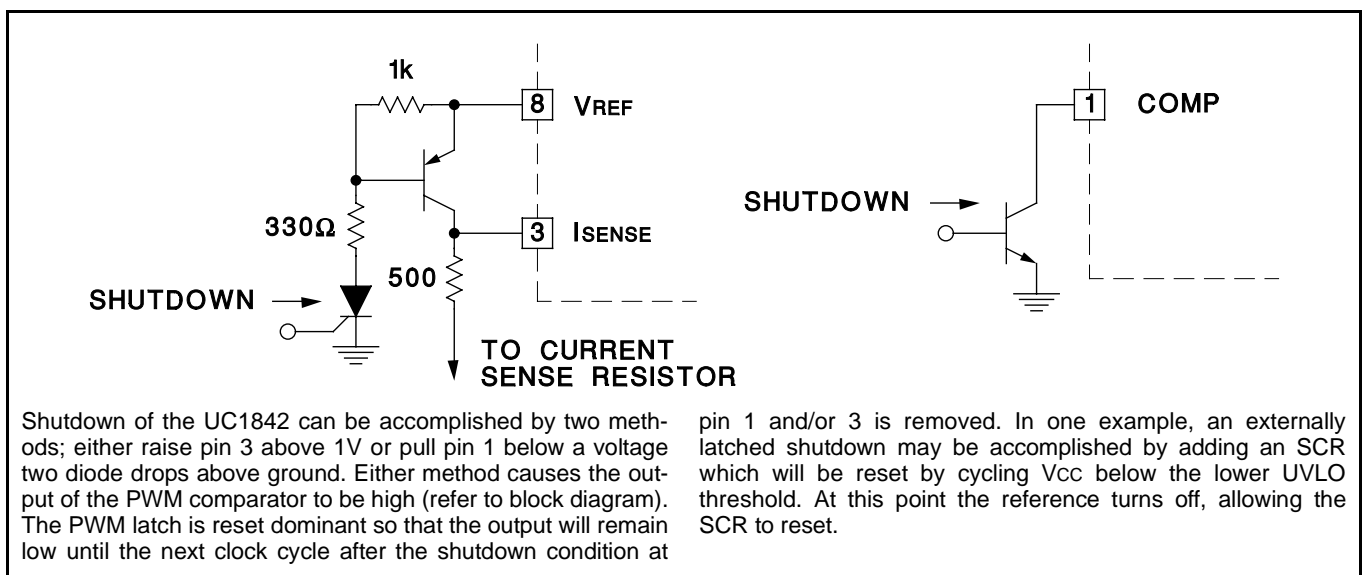 1k
8 VREF
330Ω
3 ISENSE
500
SHUTDOWN
TO CURRENT
SENSE RESISTOR
1 COMP
SHUTDOWN
Shutdown of the UC1842 can be accomplished by two meth-
ods; either raise pin 3 above 1V or pull pin 1 below a voltage
two diode drops above ground. Either method causes the out-
put of the PWM comparator to be high (refer to block diagram).
The PWM latch is reset dominant so that the output will remain
low until the next clock cycle after the shutdown condition at
pin 1 and/or 3 is removed. In one example, an externally
latched shutdown may be accomplished by adding an SCR
which will be reset by cycling VCC below the lower UVLO
threshold. At this point the reference turns off, allowing the
SCR to reset.